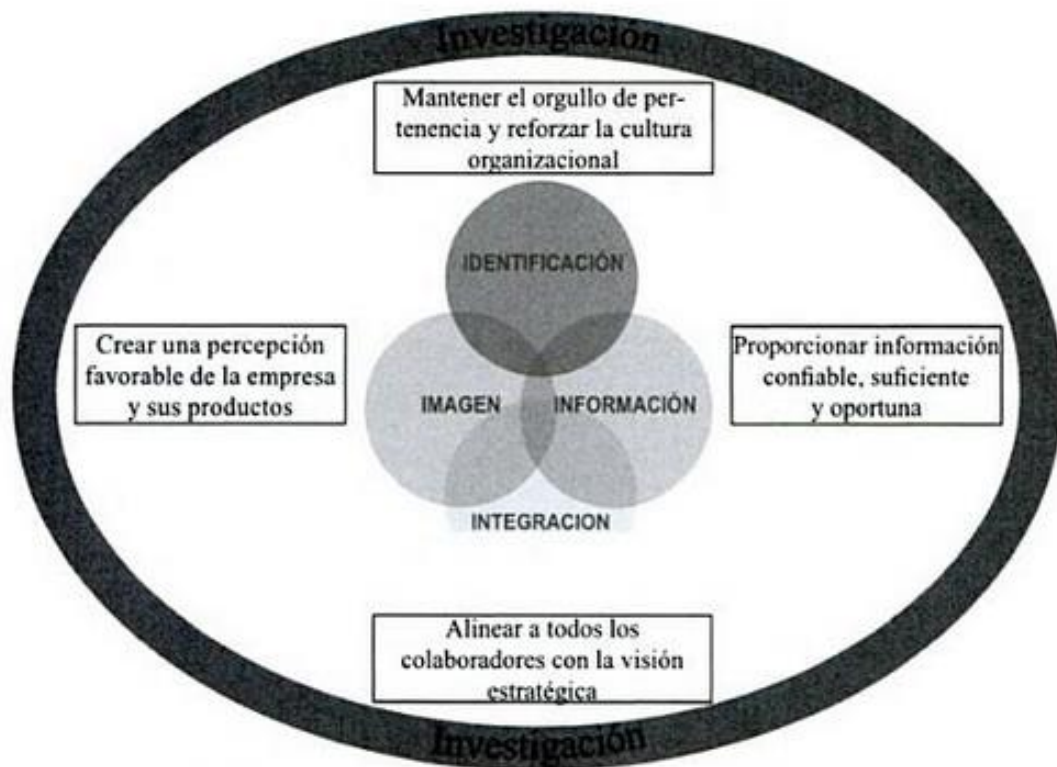 Investigación
Mantener el orgullo de per-
tenencia y reforzar la cultura
organizacional
IDENTIFICACIÓN
Crear una percepción
favorable de la empresa
y sus productos
IMAGEN
INFORMACIÓN
Proporcionar información
confiable, suficiente
y oportuna
INTEGRACION
Alinear a todos los
colaboradores con la visión
estratégica
Investigación